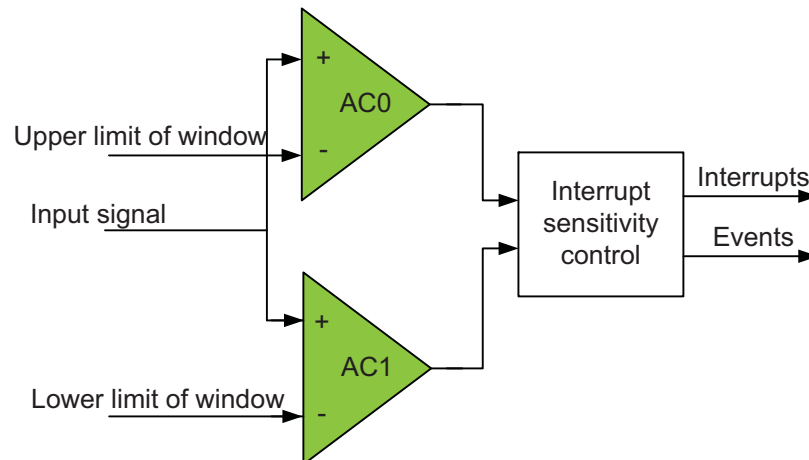 +
AC0
Upper limit of window
-
Input signal
Interrupt
sensitivity
control
Interrupts
Events
+
AC1
Lower limit of window
-